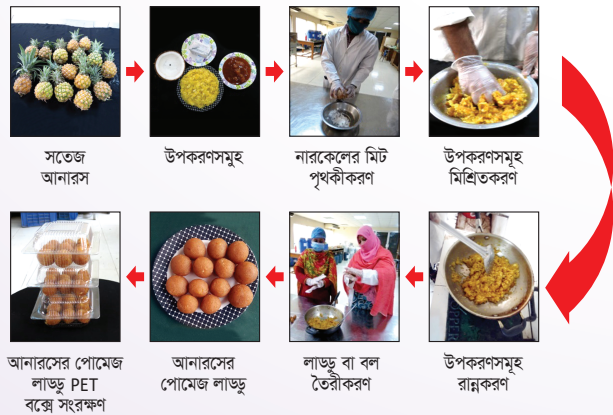 সতেজ
আনারস
উপকরণসমুহ
নারকেলের মিট
পৃথকীকরণ
উপকরণসমূহ
মিশ্রিতকরণ
উপকরণসমূহ
রান্নকরণ
লাড্ডু বা বল
তৈরীকরণ
আনারসের
পোমেজ লাড্ডু
আনারসের পোমেজ
লাড্ডু PET
বক্সে সংরক্ষণ